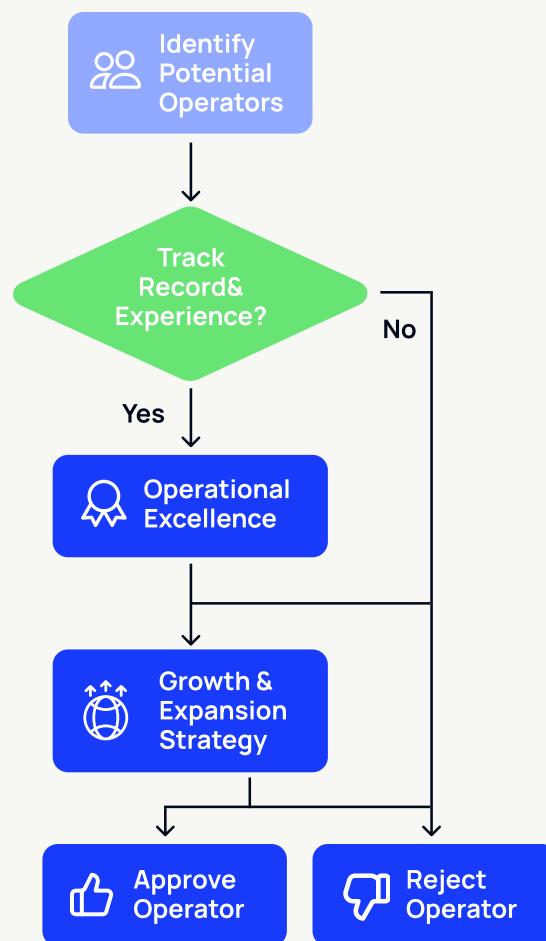 Identify
Potential
Operators
Track
Record&
Experience?
No
Yes
Operational
Excellence
Growth &
Expansion
Strategy
Approve
Operator
Reject
Operator